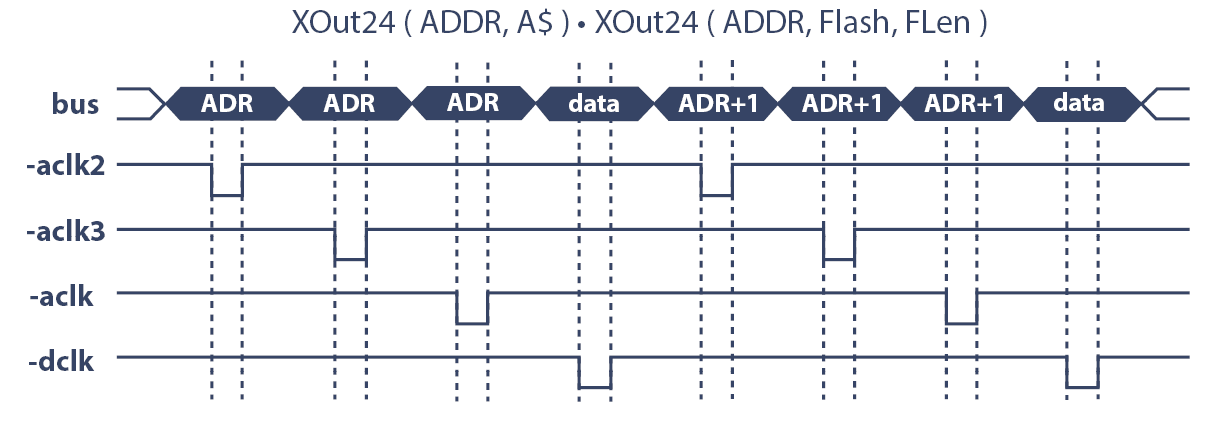 XOut24 ( ADDR, A$ ) • XOut24 ( ADDR, Flash, FLen )
bus ADR ADR ADR data ADR+1 ADR+1 ADR+1 data
-aclk2
-aclk3
-aclk
-dclk